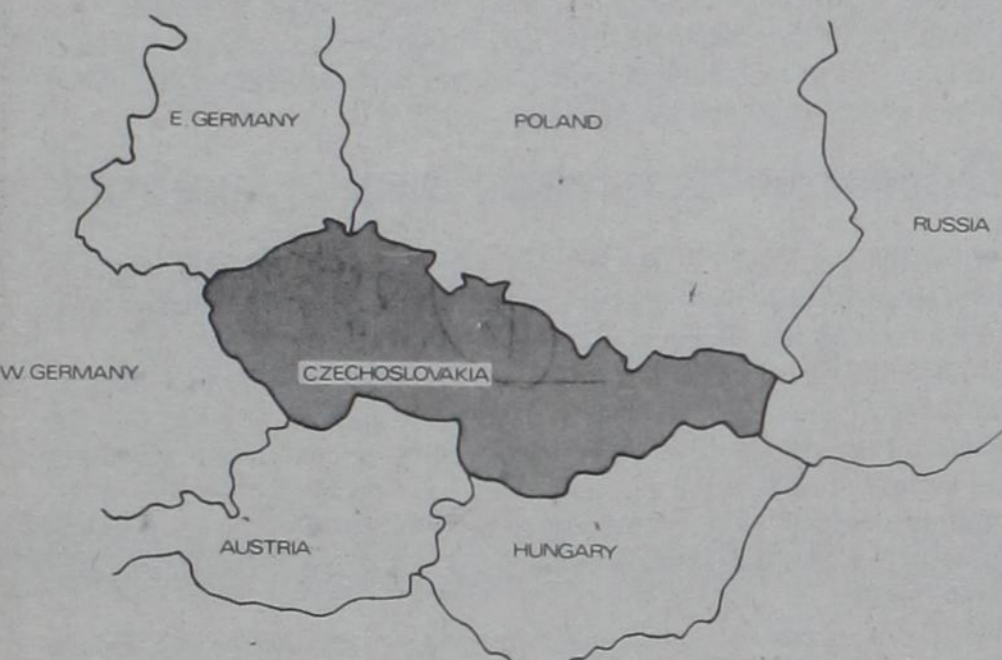 E. GERMANY
POLAND
RUSSIA
W. GERMANY
CZECHOSLOVAKIA
AUSTRIA
HUNGARY